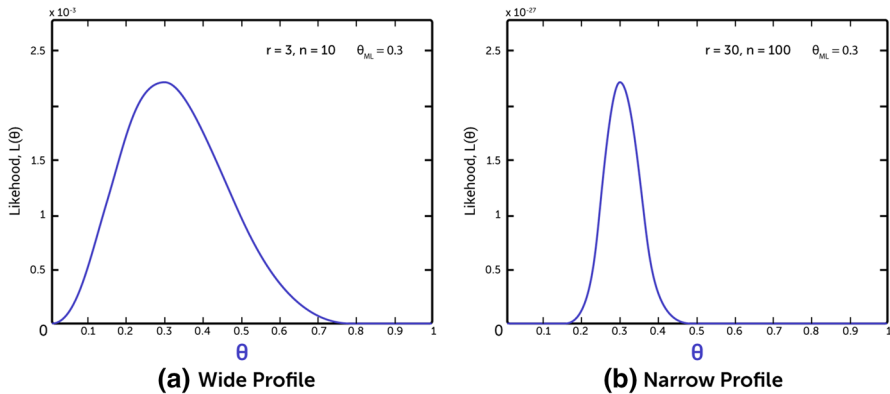 x 10⁻³
2.5
2
1.5
1
0.5
0
Likehood, L(θ)
r = 3, n = 10 θ_ML = 0.3
0.1 0.2 0.3 0.4 0.5 0.6 0.7 0.8 0.9 1
θ
(a) Wide Profile
x 10⁻²⁷
2.5
2
1.5
1
0.5
0
Likehood, L(θ)
r = 30, n = 100 θ_ML = 0.3
0.1 0.2 0.3 0.4 0.5 0.6 0.7 0.8 0.9 1
θ
(b) Narrow Profile